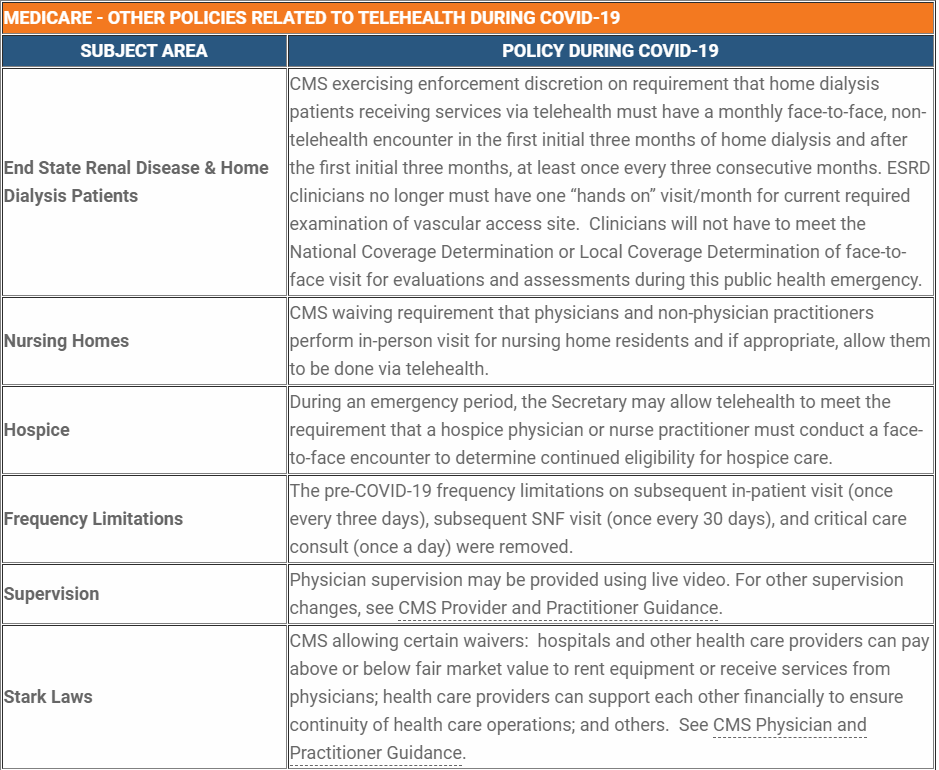 MEDICARE - OTHER POLICIES RELATED TO TELEHEALTH DURING COVID-19
SUBJECT AREA
POLICY DURING COVID-19
End State Renal Disease & Home
Dialysis Patients
CMS exercising enforcement discretion on requirement that home dialysis
patients receiving services via telehealth must have a monthly face-to-face, non-
telehealth encounter in the first initial three months of home dialysis and after
the first initial three months, at least once every three consecutive months. ESRD
clinicians no longer must have one “hands on” visit/month for current required
examination of vascular access site.  Clinicians will not have to meet the
National Coverage Determination or Local Coverage Determination of face-to-
face visit for evaluations and assessments during this public health emergency.
Nursing Homes
CMS waiving requirement that physicians and non-physician practitioners
perform in-person visit for nursing home residents and if appropriate, allow them
to be done via telehealth.
Hospice
During an emergency period, the Secretary may allow telehealth to meet the
requirement that a hospice physician or nurse practitioner must conduct a face-
to-face encounter to determine continued eligibility for hospice care.
Frequency Limitations
The pre-COVID-19 frequency limitations on subsequent in-patient visit (once
every three days), subsequent SNF visit (once every 30 days), and critical care
consult (once a day) were removed.
Supervision
Physician supervision may be provided using live video. For other supervision
changes, see CMS Provider and Practitioner Guidance.
Stark Laws
CMS allowing certain waivers:  hospitals and other health care providers can pay
above or below fair market value to rent equipment or receive services from
physicians; health care providers can support each other financially to ensure
continuity of health care operations; and others.  See CMS Physician and
Practitioner Guidance.